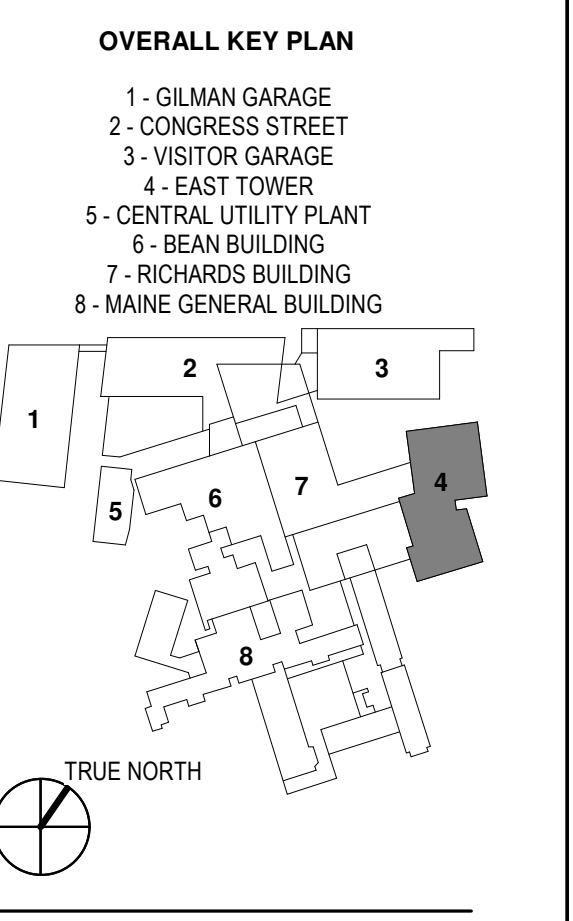 OVERALL KEY PLAN
1 - GILMAN GARAGE
2 - CONGRESS STREET
3 - VISITOR GARAGE
4 - EAST TOWER
5 - CENTRAL UTILITY PLANT
6 - BEAN BUILDING
7 - RICHARDS BUILDING
8 - MAINE GENERAL BUILDING
2
3
1
4
7
6
5
8
TRUE NORTH